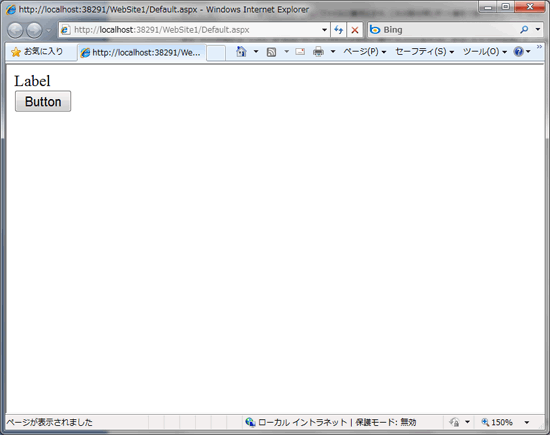 http://localhost:38291/WebSite1/Default.aspx - Windows Internet Explorer
http://localhost:38291/WebSite1/Default.aspx
Bing
お気に入り
http://localhost:38291/We...
ページ(P)
セーフティ(S)
ツール(O)
Label
Button
ページが表示されました
ローカル イントラネット | 保護モード: 無効
150%